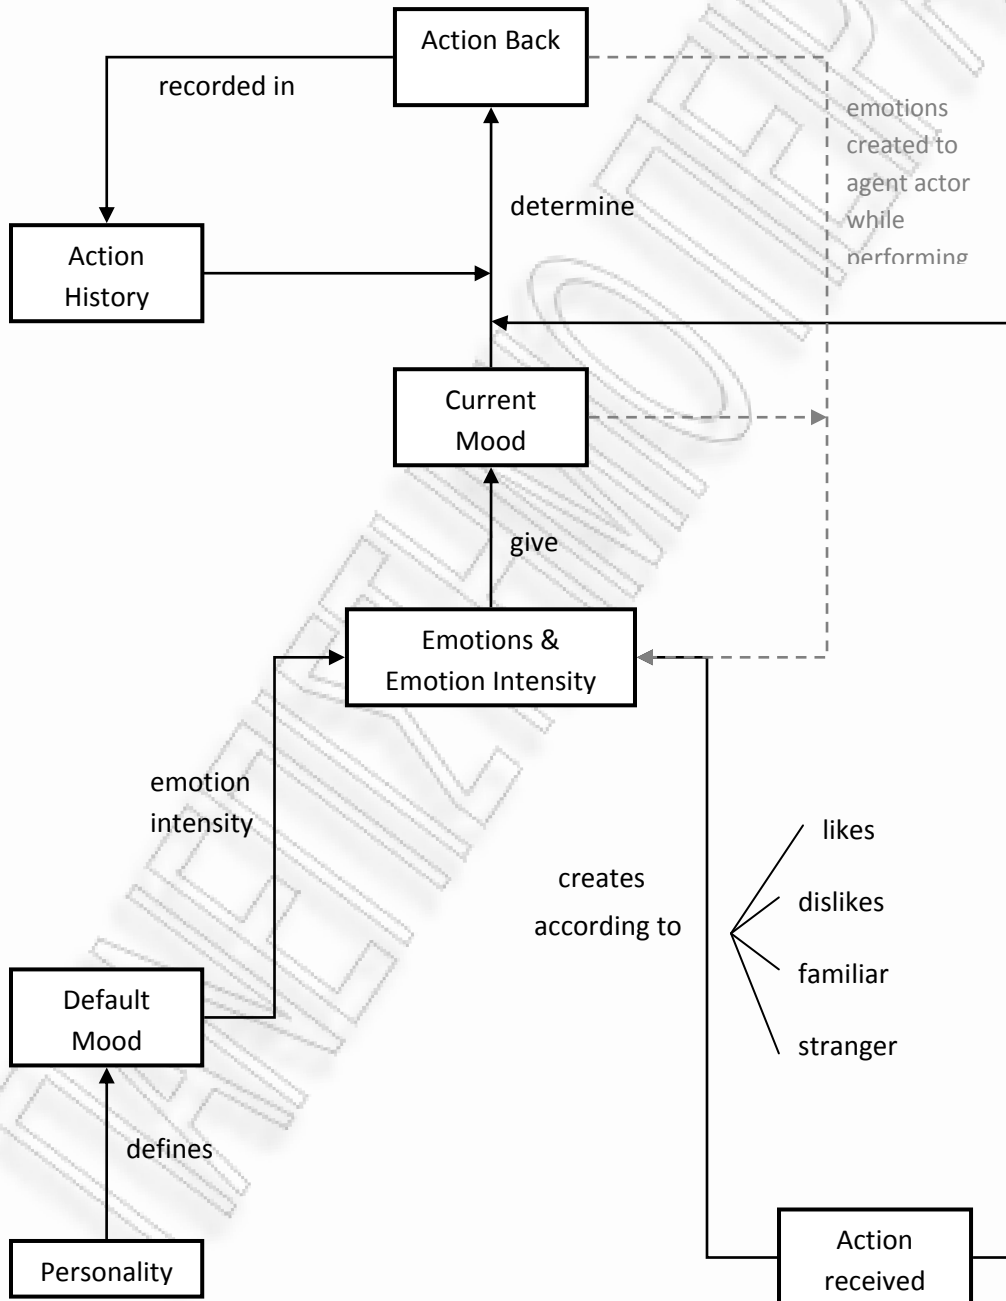 Action Back
recorded in
emotions
created to
agent actor
while
performing
determine
Action
History
Current
Mood
give
Emotions &
Emotion Intensity
emotion
intensity
likes
creates
according to
dislikes
familiar
stranger
Default
Mood
defines
Personality
Action
received